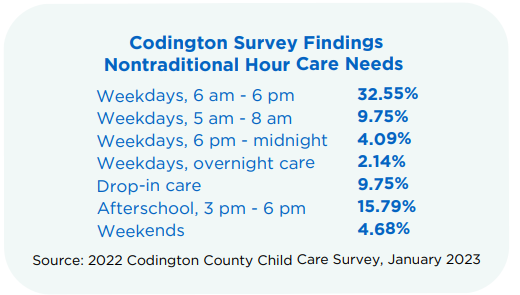 Codington Survey Findings
Nontraditional Hour Care Needs
Weekdays, 6 am - 6 pm 32.55%
Weekdays, 5 am - 8 am 9.75%
Weekdays, 6 pm - midnight 4.09%
Weekdays, overnight care 2.14%
Drop-in care 9.75%
Afterschool, 3 pm - 6 pm 15.79%
Weekends 4.68%
Source: 2022 Codington County Child Care Survey, January 2023